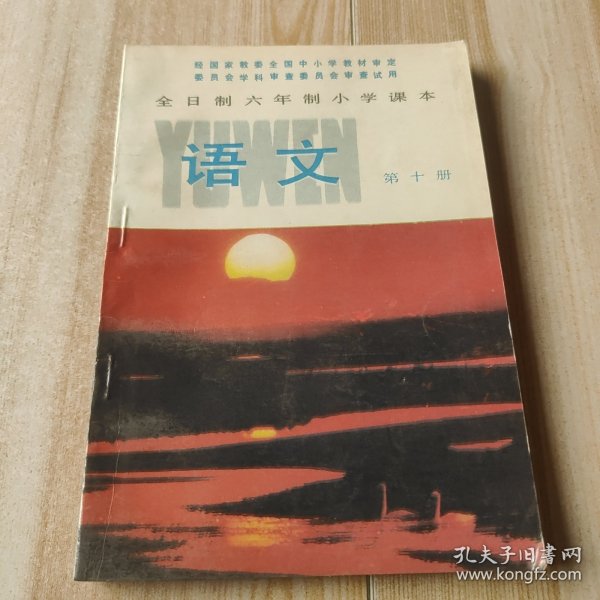 经国家教委全国中小学教材审定
委员会学科审查委员会审查试用
全日制六年制小学课本
YUWEN
语文
第十册
孔夫子旧书网
www.kongfz.com